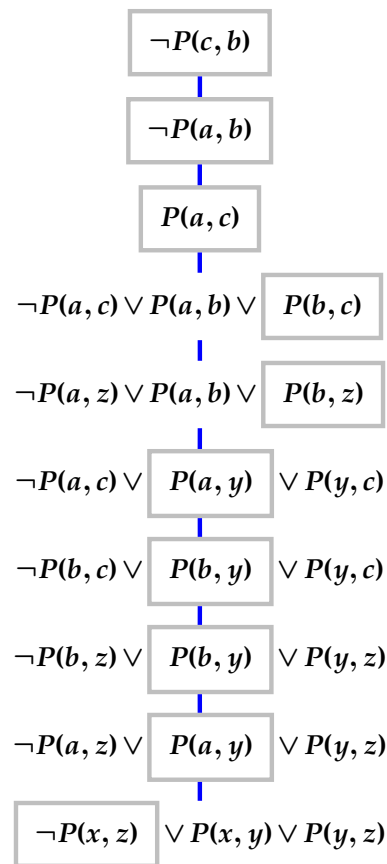 ¬P(c, b)
¬P(a, b)
P(a, c)
¬P(a, c) ∨ P(a, b) ∨ P(b, c)
¬P(a, z) ∨ P(a, b) ∨ P(b, z)
¬P(a, c) ∨ P(a, y) ∨ P(y, c)
¬P(b, c) ∨ P(b, y) ∨ P(y, c)
¬P(b, z) ∨ P(b, y) ∨ P(y, z)
¬P(a, z) ∨ P(a, y) ∨ P(y, z)
¬P(x, z) ∨ P(x, y) ∨ P(y, z)